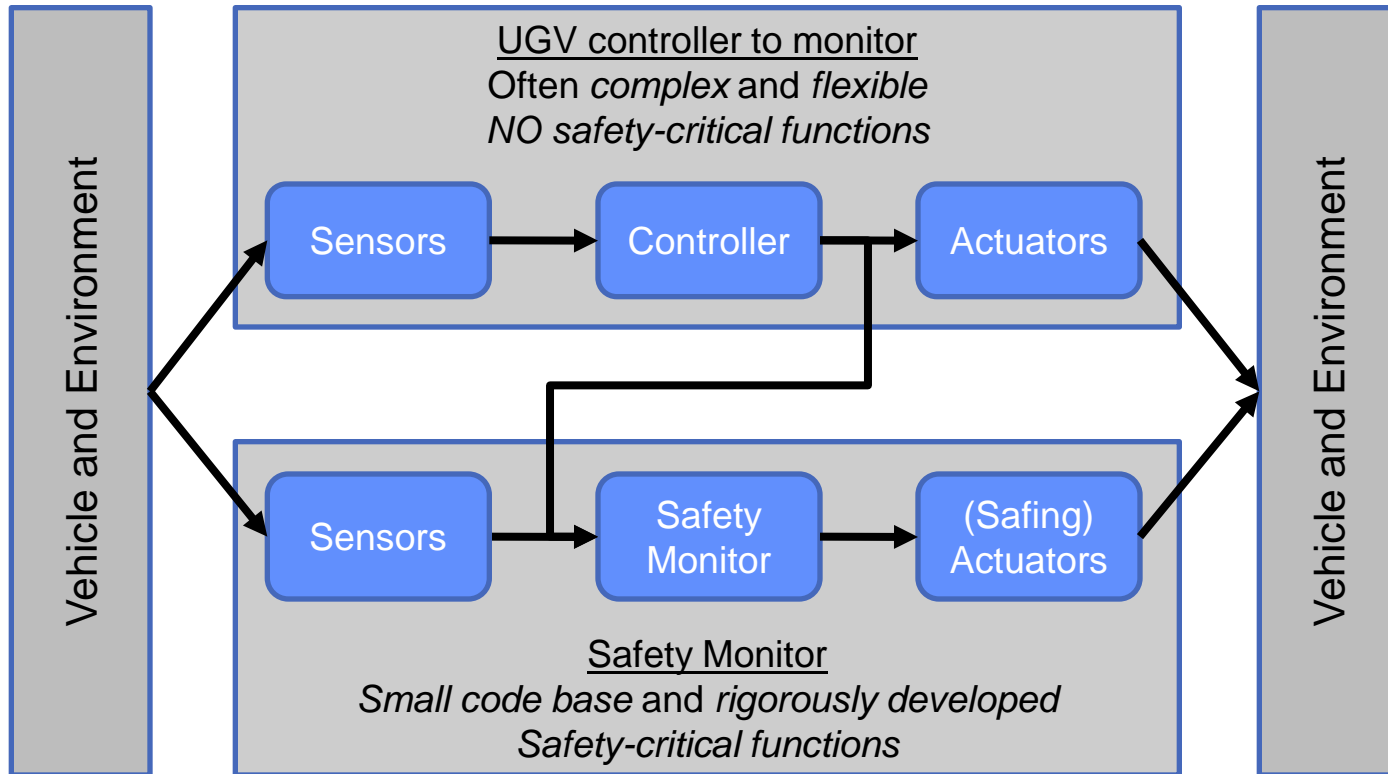 Vehicle and Environment
UGV controller to monitor
Often complex and flexible
NO safety-critical functions
Sensors
Controller
Actuators
Sensors
Safety
Monitor
(Safing)
Actuators
Safety Monitor
Small code base and rigorously developed
Safety-critical functions
Vehicle and Environment